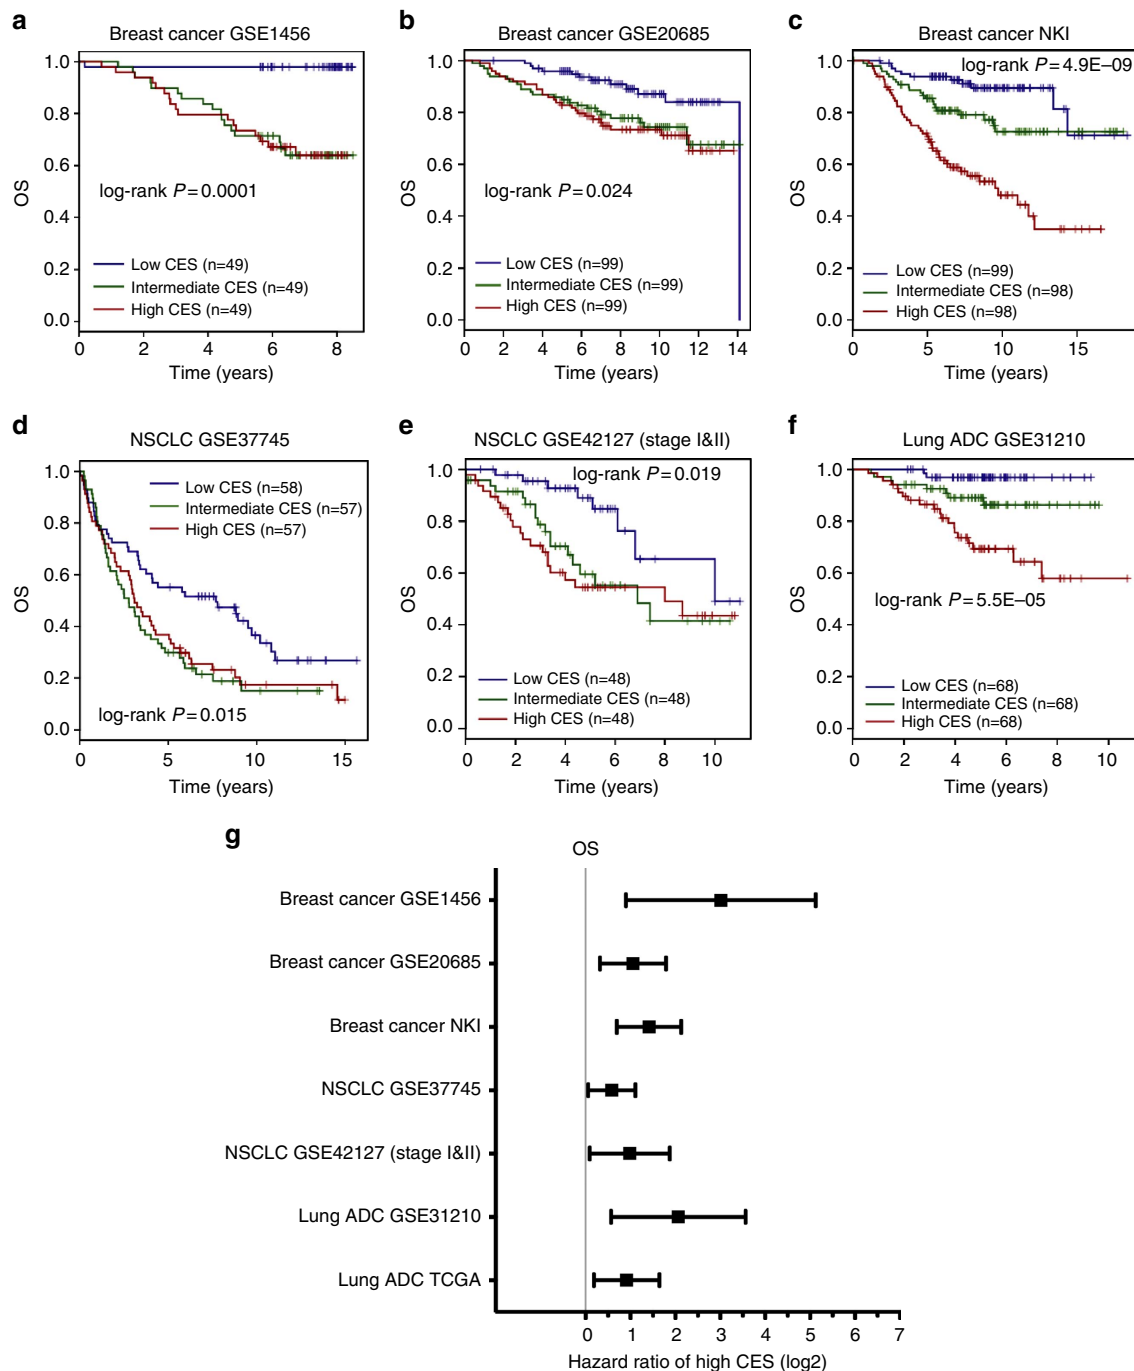 a
Breast cancer GSE1456
OS
1.0
0.8
0.6
0.4
0.2
0.0
log-rank P=0.0001
Low CES (n=49)
Intermediate CES (n=49)
High CES (n=49)
0 2 4 6 8
Time (years)
b
Breast cancer GSE20685
OS
1.0
0.8
0.6
0.4
0.2
0.0
log-rank P=0.024
Low CES (n=99)
Intermediate CES (n=99)
High CES (n=99)
0 2 4 6 8 10 12 14
Time (years)
c
Breast cancer NKI
log-rank P=4.9E–09
OS
1.0
0.8
0.6
0.4
0.2
0.0
Low CES (n=99)
Intermediate CES (n=98)
High CES (n=98)
0 5 10 15
Time (years)
d
NSCLC GSE37745
OS
1.0
0.8
0.6
0.4
0.2
0.0
Low CES (n=58)
Intermediate CES (n=57)
High CES (n=57)
log-rank P=0.015
0 5 10 15
Time (years)
e
NSCLC GSE42127 (stage I&II)
log-rank P=0.019
OS
1.0
0.8
0.6
0.4
0.2
0.0
Low CES (n=48)
Intermediate CES (n=48)
High CES (n=48)
0 2 4 6 8 10
Time (years)
f
Lung ADC GSE31210
OS
1.0
0.8
0.6
0.4
0.2
0.0
log-rank P=5.5E–05
Low CES (n=68)
Intermediate CES (n=68)
High CES (n=68)
0 2 4 6 8 10
Time (years)
g
OS
Breast cancer GSE1456
Breast cancer GSE20685
Breast cancer NKI
NSCLC GSE37745
NSCLC GSE42127 (stage I&II)
Lung ADC GSE31210
Lung ADC TCGA
0 1 2 3 4 5 6 7
Hazard ratio of high CES (log2)